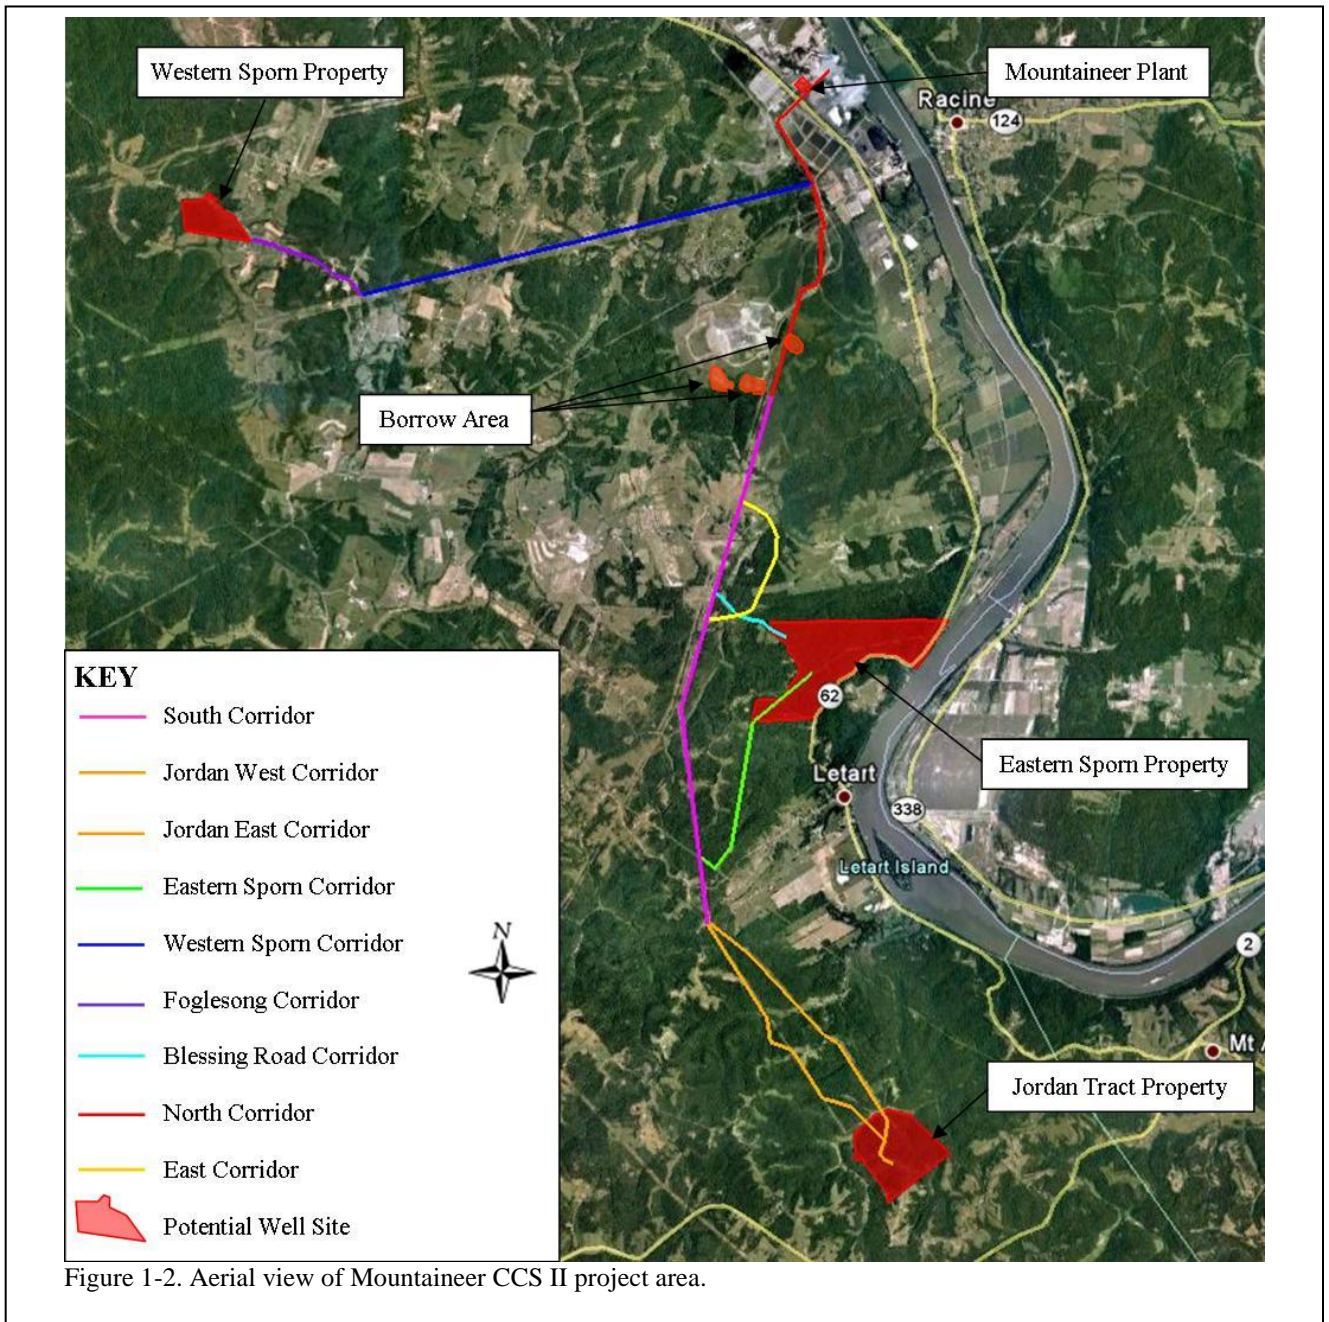 Western Sporn Property
Mountaineer Plant
Racine
124
Borrow Area
62
Eastern Sporn Property
Letart
338
Letart Island
2
Mt
Jordan Tract Property
KEY
South Corridor
Jordan West Corridor
Jordan East Corridor
Eastern Sporn Corridor
Western Sporn Corridor
Foglesong Corridor
Blessing Road Corridor
North Corridor
East Corridor
Potential Well Site
N
Figure 1-2. Aerial view of Mountaineer CCS II project area.